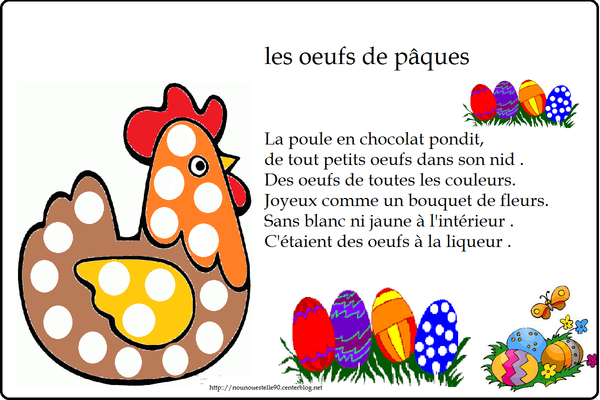 les oeufs de pâques
La poule en chocolat pondit,
de tout petits oeufs dans son nid .
Des oeufs de toutes les couleurs.
Joyeux comme un bouquet de fleurs.
Sans blanc ni jaune à l'intérieur .
C'étaient des oeufs à la liqueur .
http://nounouestelle90.centerblog.net